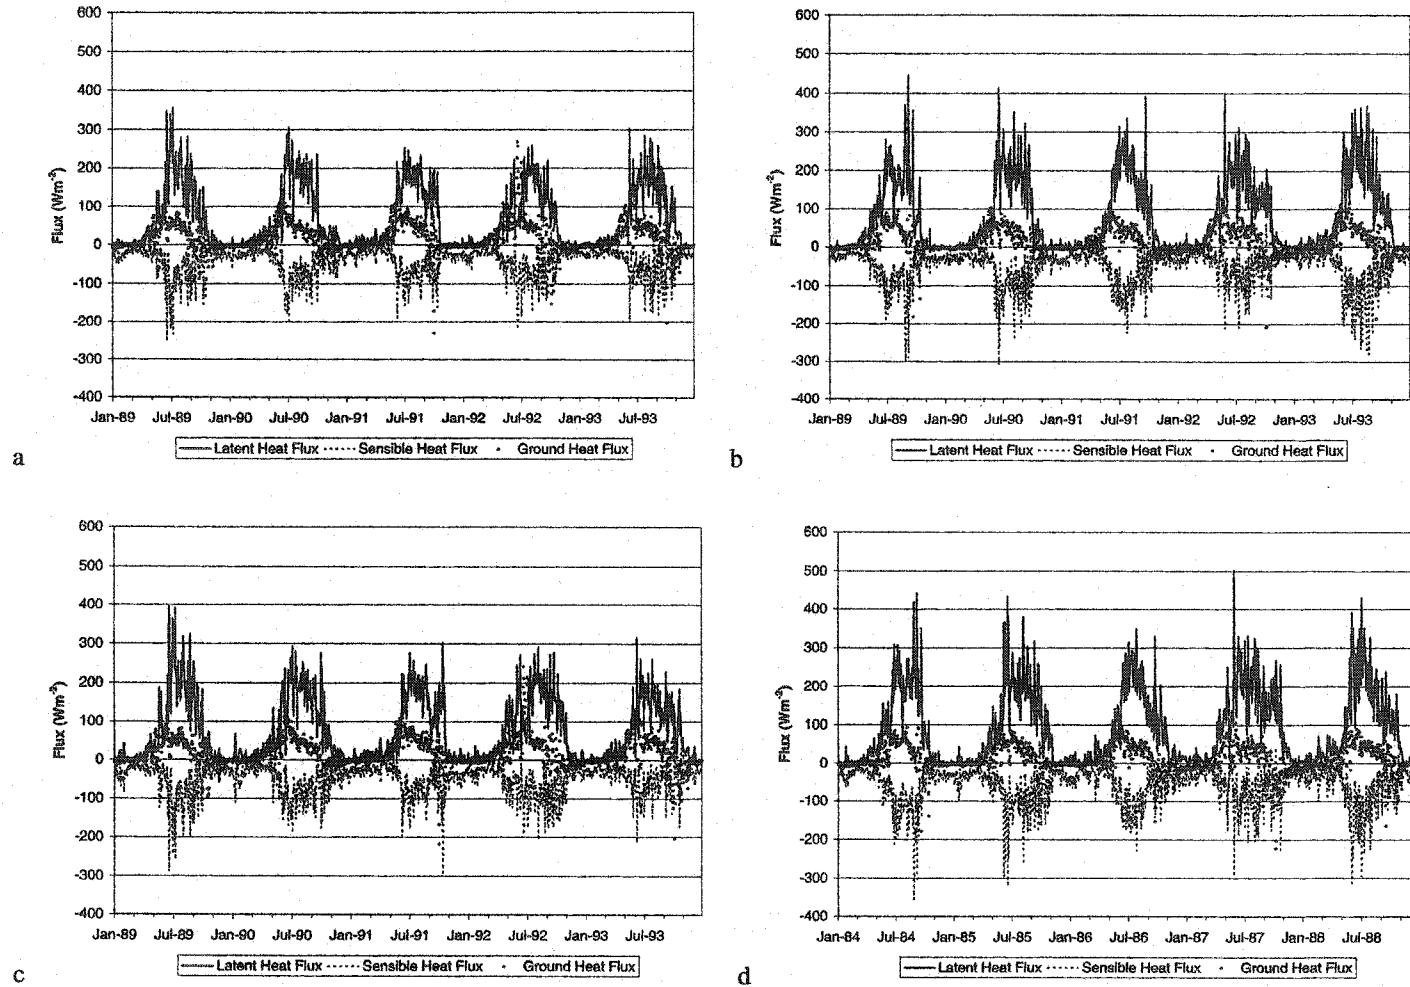 600
500
400
300
200
100
0
-100
-200
-300
-400
Flux (Wm-2)
Jan-89 Jul-89 Jan-90 Jul-90 Jan-91 Jul-91 Jan-92 Jul-92 Jan-93 Jul-93
Latent Heat Flux Sensible Heat Flux Ground Heat Flux
a
600
500
400
300
200
100
0
-100
-200
-300
-400
Flux (Wm-2)
Jan-89 Jul-89 Jan-90 Jul-90 Jan-91 Jul-91 Jan-92 Jul-92 Jan-93 Jul-93
Latent Heat Flux Sensible Heat Flux Ground Heat Flux
b
600
500
400
300
200
100
0
-100
-200
-300
-400
Flux (Wm-2)
Jan-89 Jul-89 Jan-90 Jul-90 Jan-91 Jul-91 Jan-92 Jul-92 Jan-93 Jul-93
Latent Heat Flux Sensible Heat Flux Ground Heat Flux
c
600
500
400
300
200
100
0
-100
-200
-300
-400
Flux (Wm-2)
Jan-84 Jul-84 Jan-85 Jul-85 Jan-86 Jul-86 Jan-87 Jul-87 Jan-88 Jul-88
Latent Heat Flux Sensible Heat Flux Ground Heat Flux
d